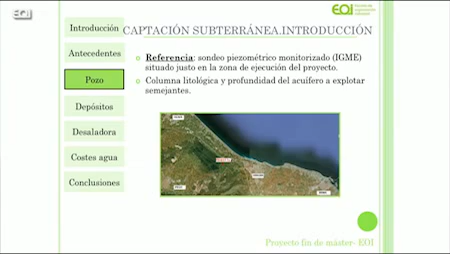 EOI
EOI
Introducción
CAPTACIÓN SUBTERRÁNEA.INTRODUCCIÓN
Antecedentes
Pozo
Depósitos
Desaladora
Costes agua
Conclusiones
Referencia: sondeo piezométrico monitorizado (IGME)
situado justo en la zona de ejecución del proyecto.
Columna litológica y profundidad del acuífero a explotar
semejantes.
Proyecto fin de máster- EOI